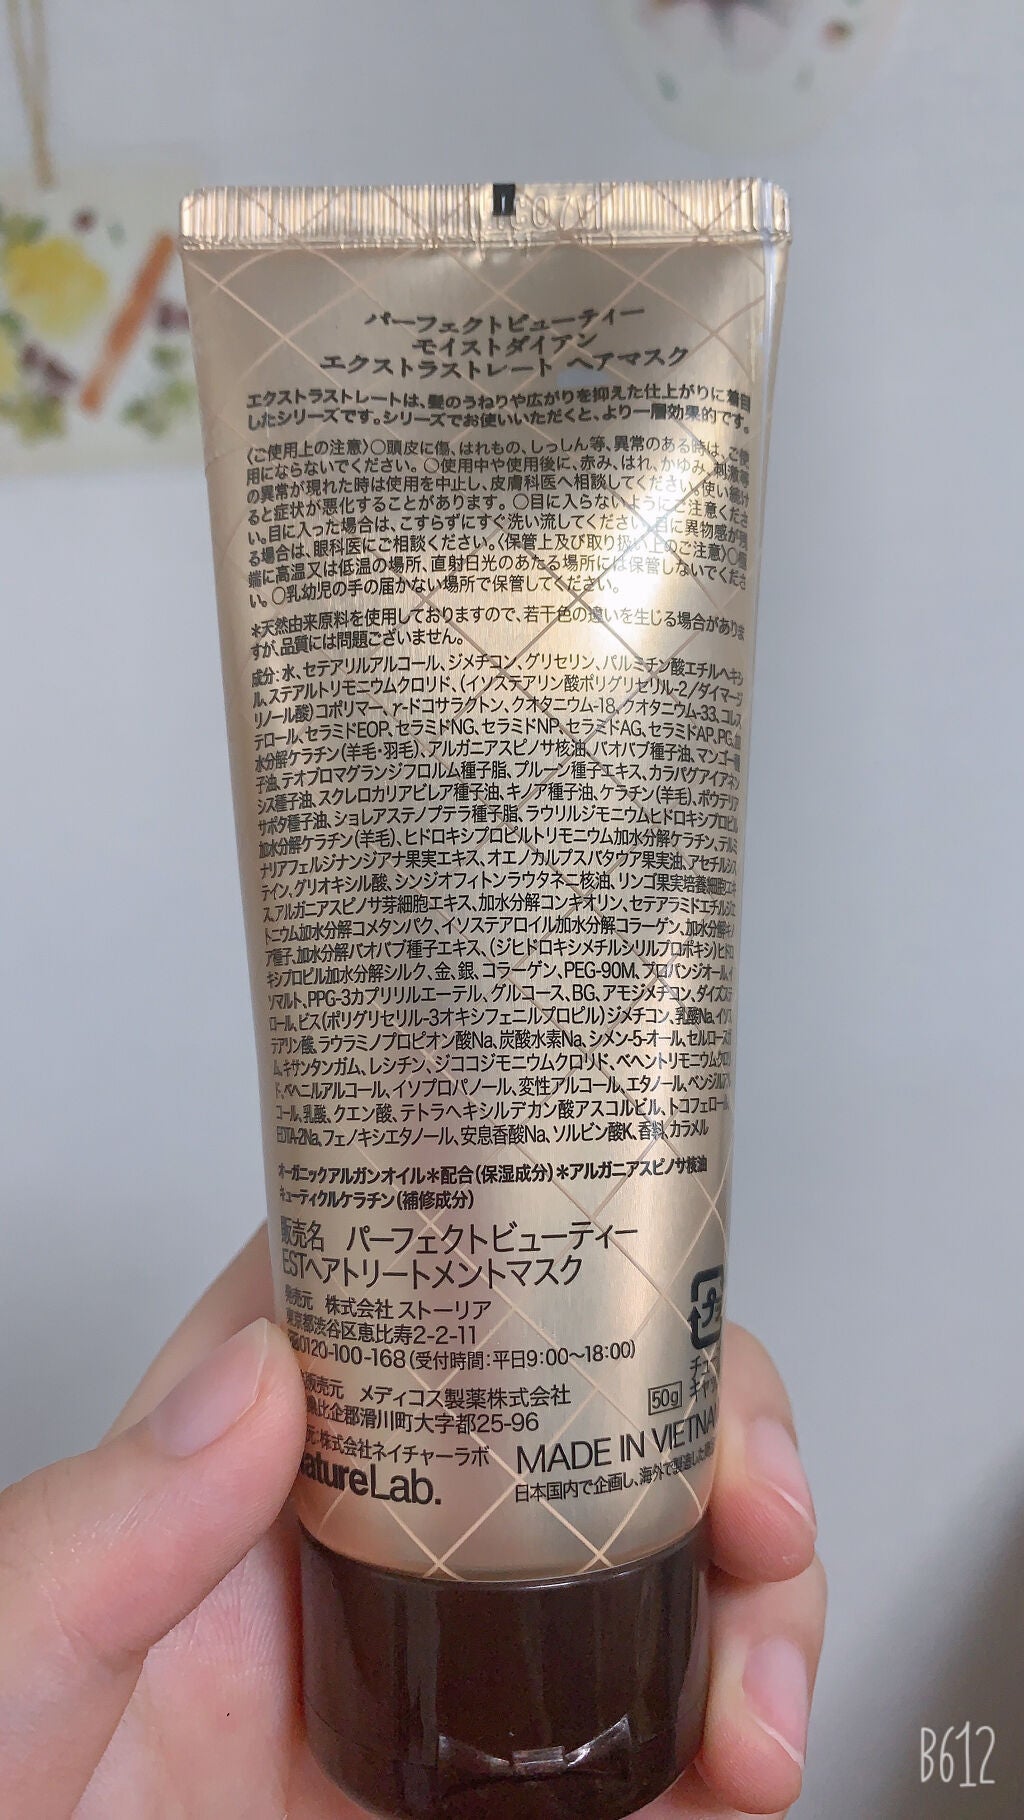 パーフェクトビューティー
モイストダイアン
エクストラストレート ヘアマスク
エクストラストレートは、髪のうねりや広がりを抑えた仕上がりに着目
したシリーズです。シリーズでお使いいただくと、より一層効果的です。
〈ご使用上の注意〉○頭皮に傷、はれもの、しっしん等、異常のある時は、ご使
用にならないでください。○使用中や使用後に、赤み、はれ、かゆみ、刺激等
の異常が現れた時は使用を中止し、皮膚科医へ相談してください。使い続け
ると症状が悪化することがあります。○目に入らないようにご注意くださ
い。目に入った場合は、こすらずにすぐ洗い流してください。目に異物感が残
る場合は、眼科医にご相談ください。〈保管上及び取り扱い上のご注意〉○極
端に高温又は低温の場所、直射日光のあたる場所には保管しないでくださ
い。○乳幼児の手の届かない場所で保管してください。
*天然由来原料を使用しておりますので、若干色の違いを生じる場合がありま
すが、品質には問題ございません。
成分：水、セテアリルアルコール、ジメチコン、グリセリン、パルミチン酸エチルヘキシ
ル、ステアルトリモニウムクロリド、(イソステアリン酸ポリグリセリル-2/ダイマージ
リノール酸)コポリマー、γ-ドコサラクトン、クオタニウム-18、クオタニウム-33、コレス
テロール、セラミドEOP、セラミドNG、セラミドNP、セラミドAG、セラミドAP、PG、加
水分解ケラチン(羊毛・羽毛)、アルガニアスピノサ核油、バオバブ種子油、マンゴー種
子油、テオブロマグランジフロルム種子脂、プルーン種子エキス、カラパグアイアネン
シス種子油、スクレロカリアビレア種子油、キノア種子油、ケラチン(羊毛)、ポウテリア
サポタ種子油、ショレアステノプテラ種子脂、ラウリルジモニウムヒドロキシプロピル
加水分解ケラチン(羊毛)、ヒドロキシプロピルトリモニウム加水分解ケラチン、テルミ
ナリアフェルジナンジアナ果実エキス、オエノカルプスバタウア果実油、アセチルシス
テイン、グリオキシル酸、シンジオフィトンラウタネニ核油、リンゴ果実培養細胞エキ
ス、アルガニアスピノサ芽細胞エキス、加水分解コンキオリン、セテアラミドエチルジエ
トニウム加水分解コメタンパク、イソステアロイル加水分解コラーゲン、加水分解キノ
ア種子、加水分解バオバブ種子エキス、(ジヒドロキシメチルシリルプロポキシ)ヒドロ
キシプロピル加水分解シルク、金、銀、コラーゲン、PEG-90M、プロパンジオール、イ
ソマルト、PPG-3カプリリルエーテル、グルコース、BG、アモジメチコン、ダイズステ
ロール、ビス(ポリグリセリル-3オキシフェニルプロピル)ジメチコン、乳酸Na、イソス
テアリン酸、ラウラミノプロピオン酸Na、炭酸水素Na、シメン-5-オール、セルロースガ
ム、キサンタンガム、レシチン、ジココジモニウムクロリド、ベヘントリモニウムクロリ
ド、ベヘニルアルコール、イソプロパノール、変性アルコール、エタノール、ベンジルアル
コール、乳酸、クエン酸、テトラヘキシルデカン酸アスコルビル、トコフェロール、
EDTA-2Na、フェノキシエタノール、安息香酸Na、ソルビン酸K、香料、カラメル
オーガニックアルガンオイル*配合(保湿成分)*アルガニアスピノサ核油
キューティクルケラチン(補修成分)
販売名 パーフェクトビューティー
ESTヘアトリートメントマスク
発売元 株式会社 ストーリア
東京都渋谷区恵比寿2-2-11
0120-100-168(受付時間：平日9:00〜18:00)
販売元 メディコス製薬株式会社
比企郡滑川町大字都25-96
元：株式会社ネイチャーラボ
atureLab.
プ
チュー
キャ
50g
MADE IN VIETNA
日本国内で企画し、海外で製造した
B612